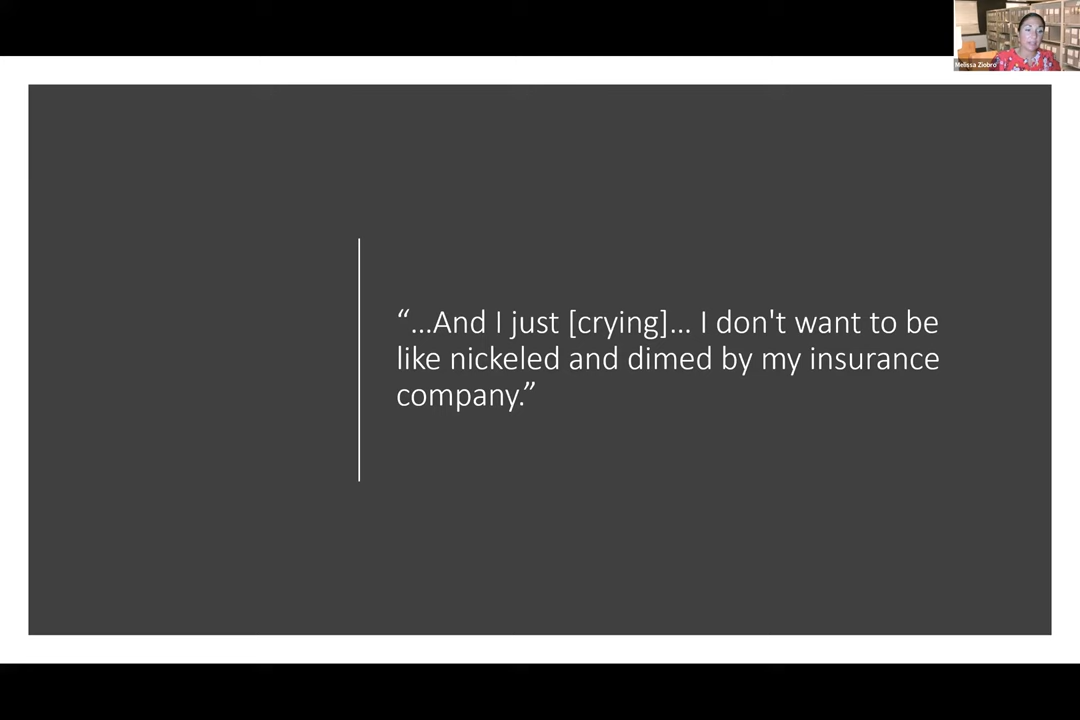 Melissa Ziobro
“...And I just [crying]... I don't want to be
like nickeled and dimed by my insurance
company.”